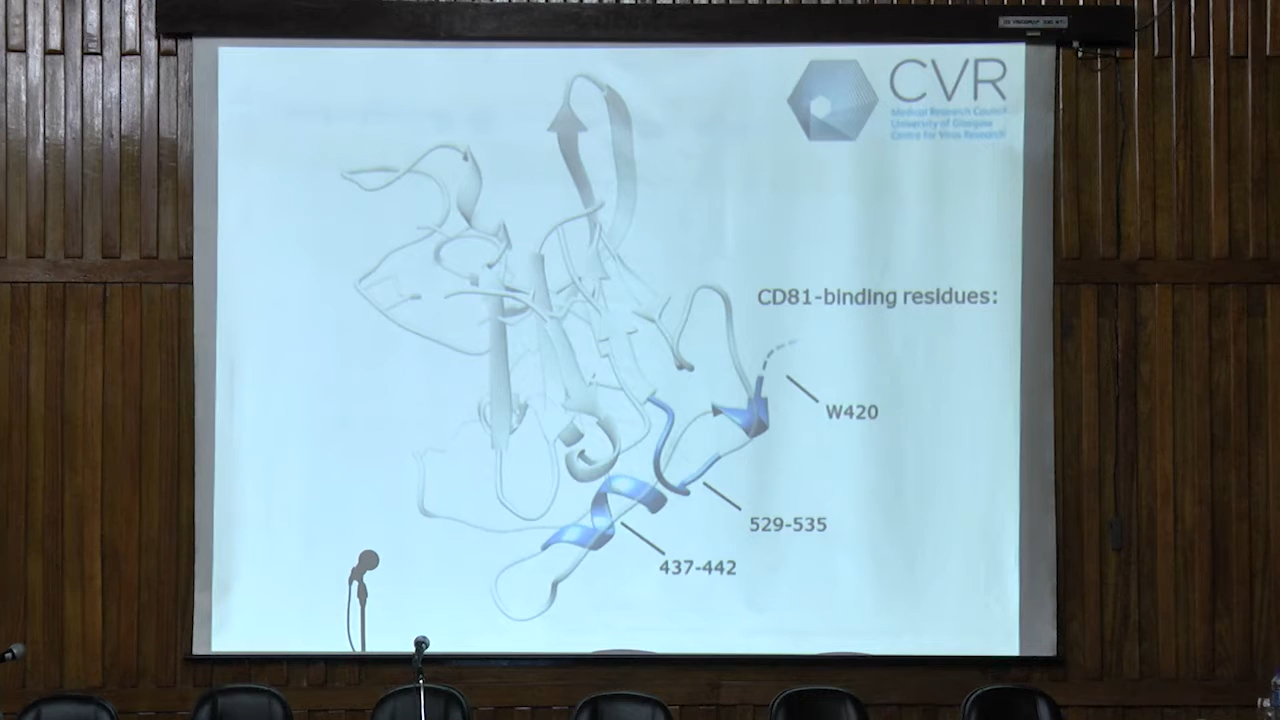 CVR
Medical Research Council
University of Glasgow
Centre for Virus Research
CD81-binding residues:
W420
529-535
437-442